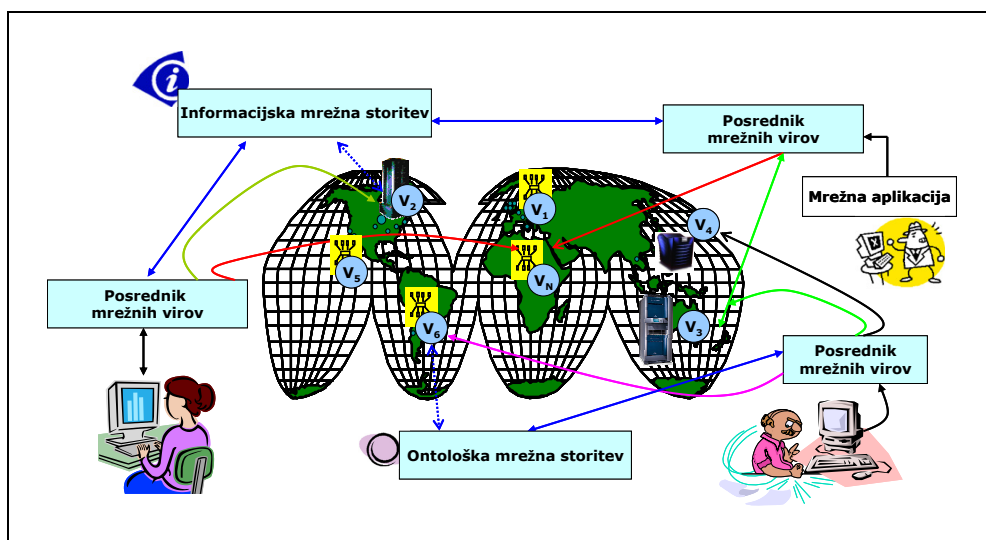 i
Informacijska mrežna storitev
Posrednik
mrežnih virov
Mrežna aplikacija
X
V2
V1
V4
V5
VN
V6
V3
Posrednik
mrežnih virov
Posrednik
mrežnih virov
Ontološka mrežna storitev